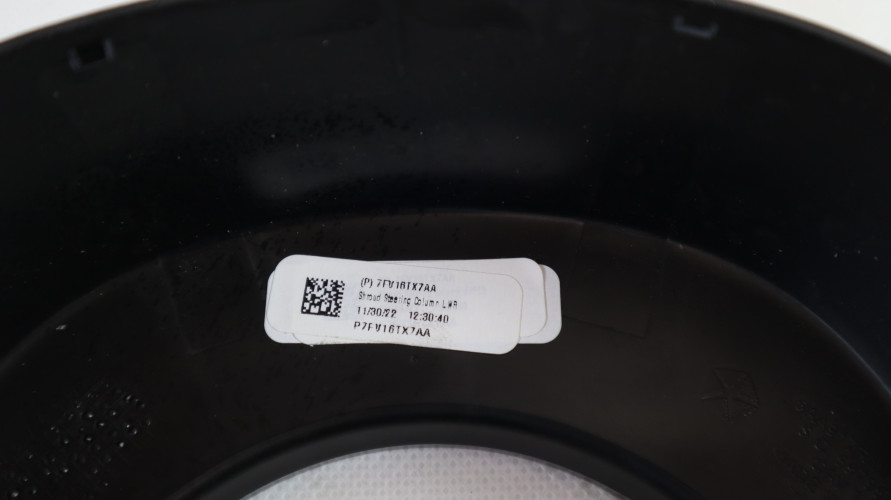 (P) 7FV16TX7AA
Shroud Steering Column LWR
11/30/22 12:30:40
P7FV16TX7AA